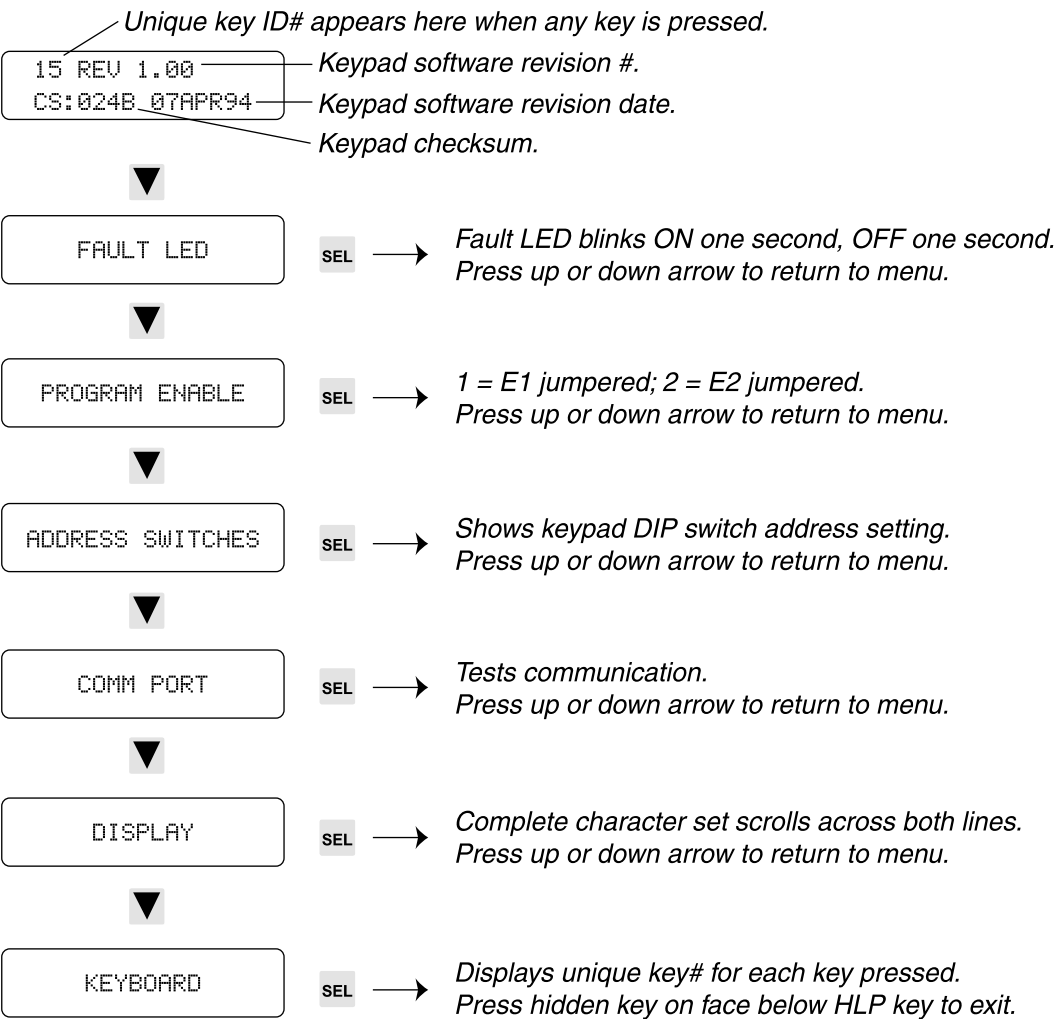 Unique key ID# appears here when any key is pressed.
15 REV 1.00
Keypad software revision #.
CS:024B 07APR94
Keypad software revision date.
Keypad checksum.
FAULT LED
SEL
Fault LED blinks ON one second, OFF one second.
Press up or down arrow to return to menu.
PROGRAM ENABLE
SEL
1 = E1 jumpered; 2 = E2 jumpered.
Press up or down arrow to return to menu.
ADDRESS SWITCHES
SEL
Shows keypad DIP switch address setting.
Press up or down arrow to return to menu.
COMM PORT
SEL
Tests communication.
Press up or down arrow to return to menu.
DISPLAY
SEL
Complete character set scrolls across both lines.
Press up or down arrow to return to menu.
KEYBOARD
SEL
Displays unique key# for each key pressed.
Press hidden key on face below HLP key to exit.